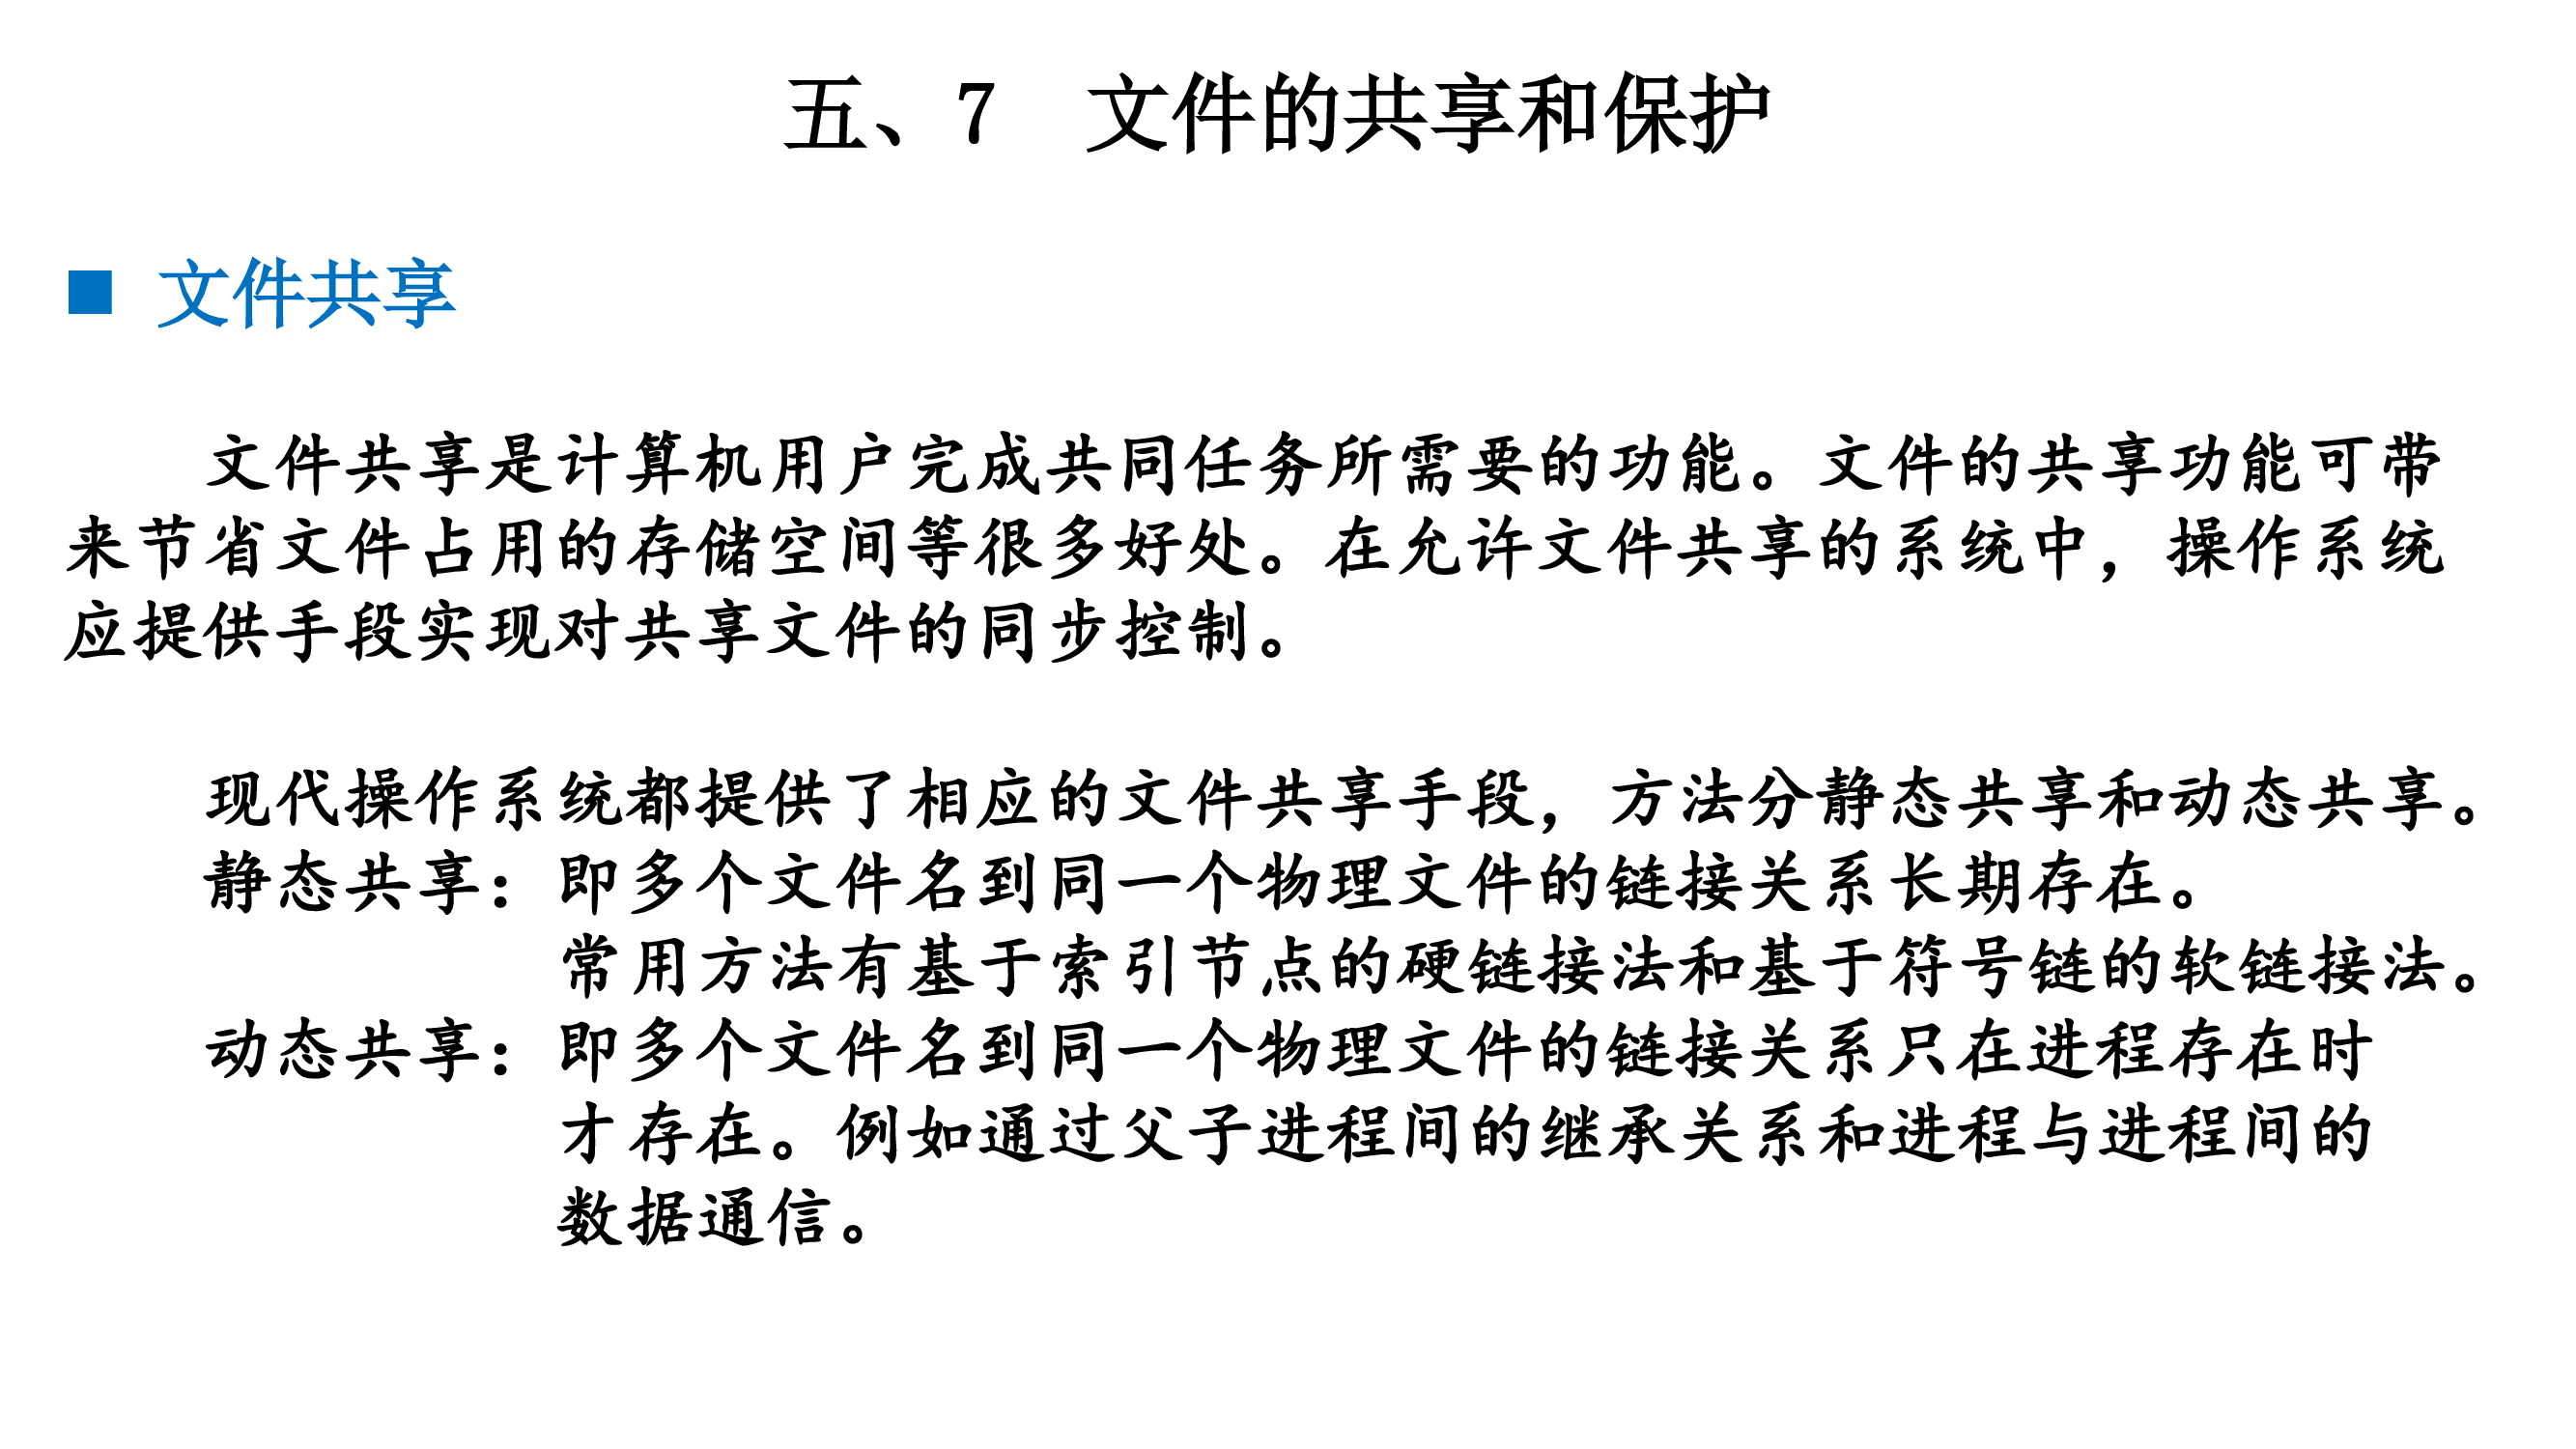 五、7 文件的共享和保护
■ 文件共享
文件共享是计算机用户完成共同任务所需要的功能。文件的共享功能可带
来节省文件占用的存储空间等很多好处。在允许文件共享的系统中，操作系统
应提供手段实现对共享文件的同步控制。
现代操作系统都提供了相应的文件共享手段，方法分静态共享和动态共享。
静态共享：即多个文件名到同一个物理文件的链接关系长期存在。
常用方法有基于索引节点的硬链接法和基于符号链的软链接法。
动态共享：即多个文件名到同一个物理文件的链接关系只在进程存在时
才存在。例如通过父子进程间的继承关系和进程与进程间的
数据通信。